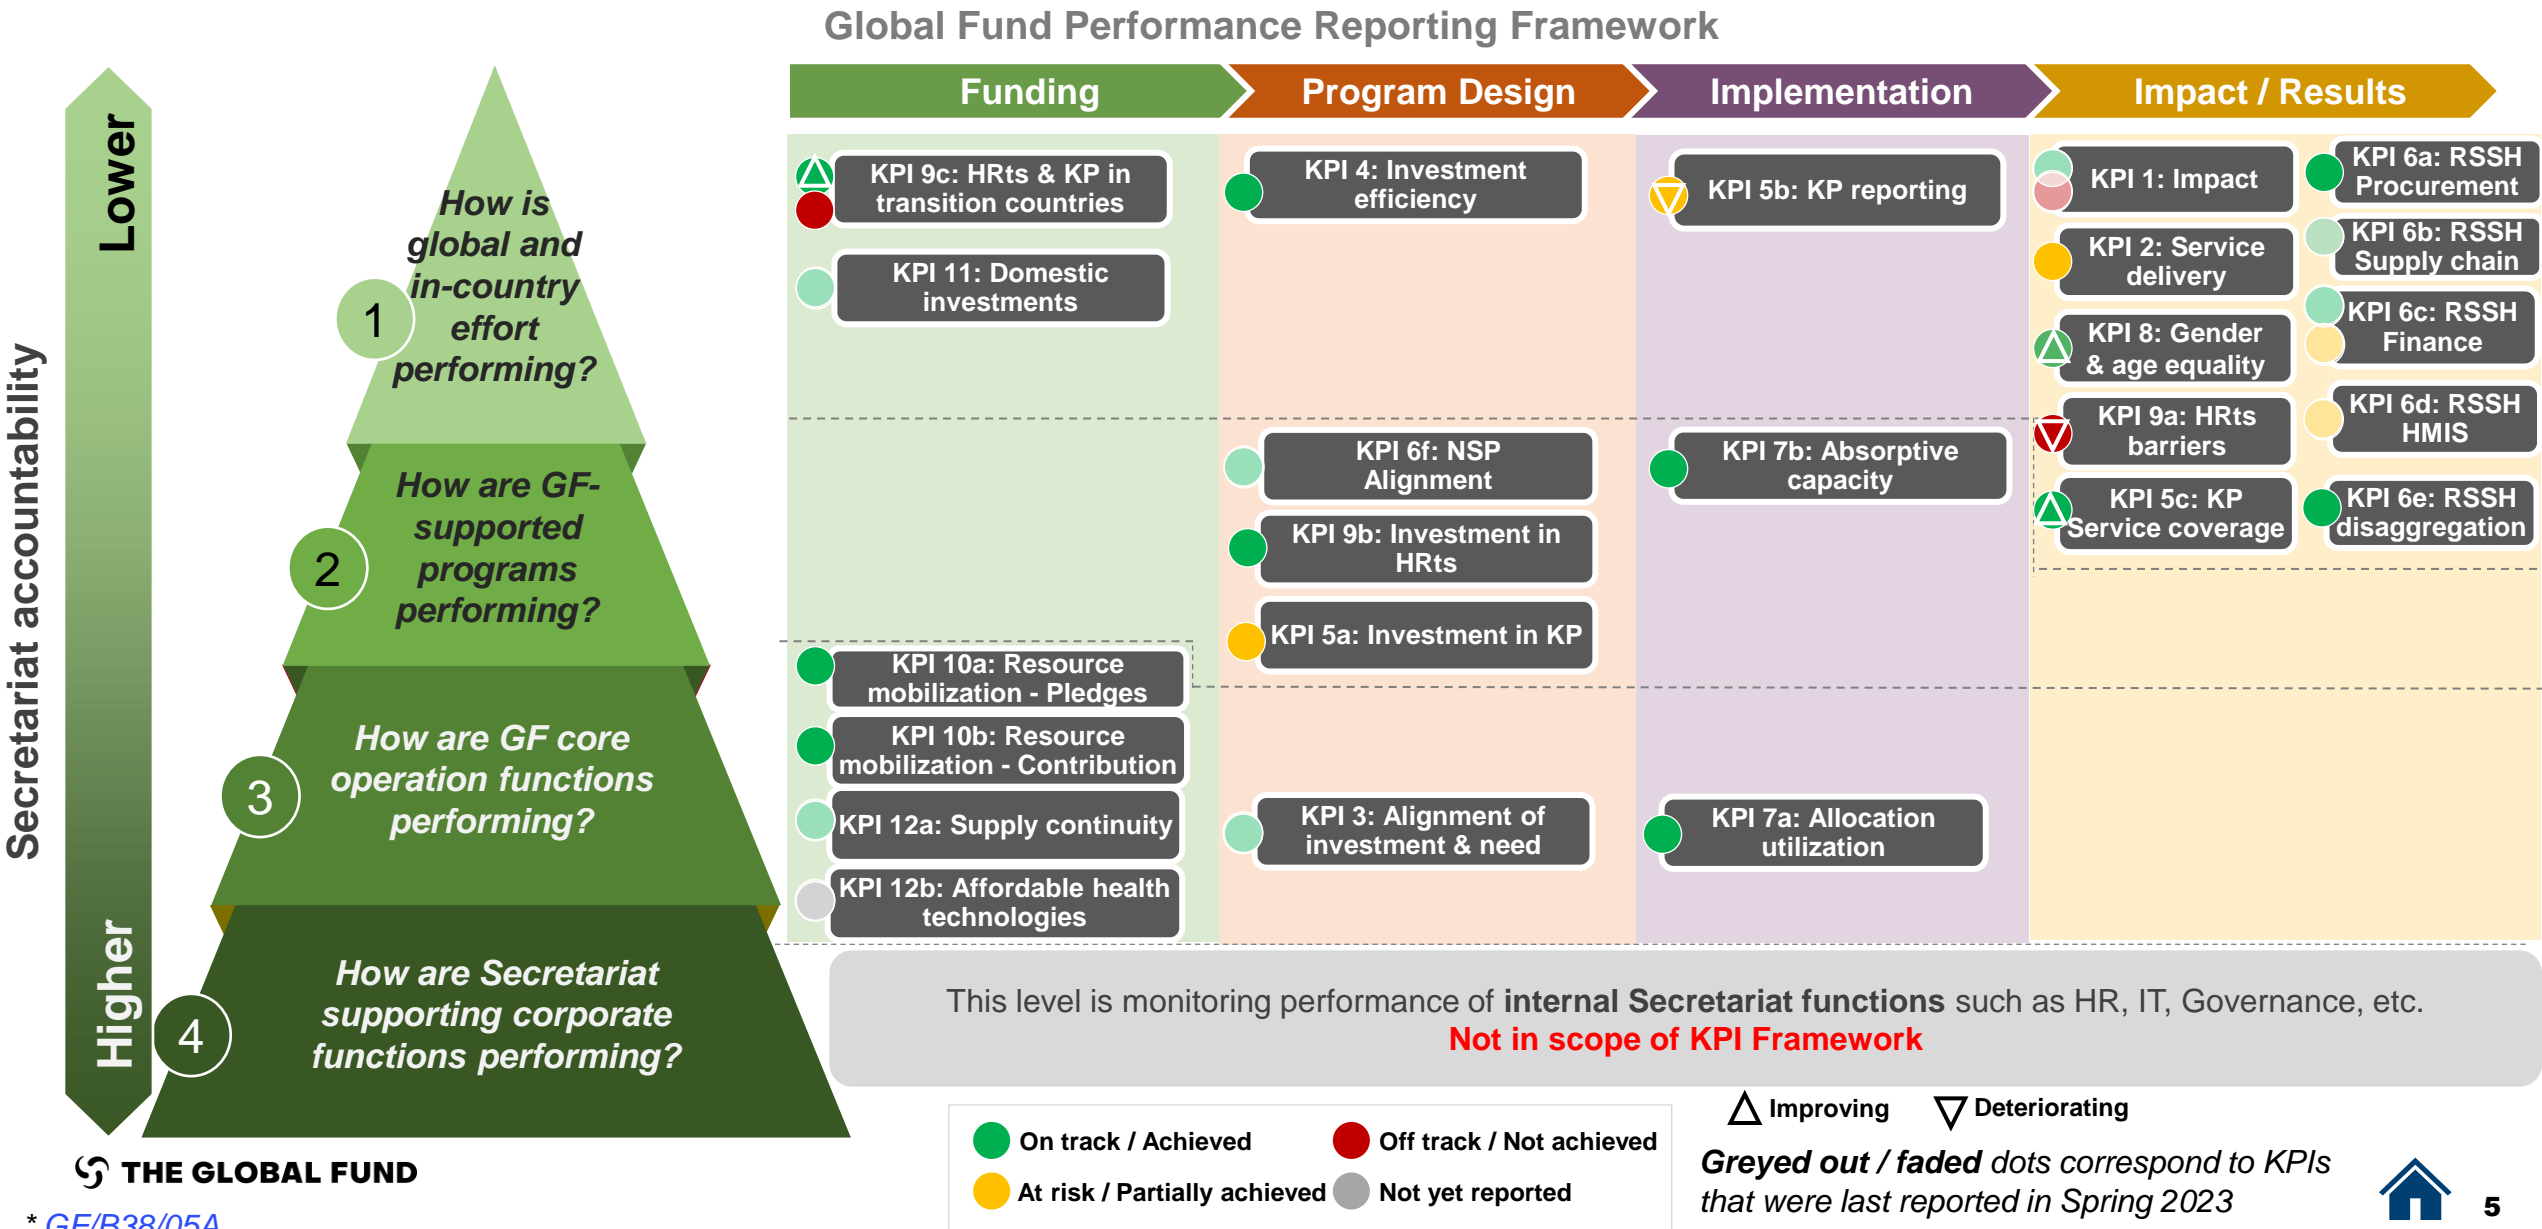 Global Fund Performance Reporting Framework
Secretariat accountability
Lower
Higher
1
How is
global and
in-country
effort
performing?
2
How are GF-
supported
programs
performing?
3
How are GF core
operation functions
performing?
4
How are Secretariat
supporting corporate
functions performing?
Funding
Program Design
Implementation
Impact / Results
KPI 9c: HRts & KP in
transition countries
KPI 11: Domestic
investments
KPI 4: Investment
efficiency
KPI 5b: KP reporting
KPI 1: Impact
KPI 2: Service
delivery
KPI 8: Gender
& age equality
KPI 9a: HRts
barriers
KPI 5c: KP
Service coverage
KPI 6a: RSSH
Procurement
KPI 6b: RSSH
Supply chain
KPI 6c: RSSH
Finance
KPI 6d: RSSH
HMIS
KPI 6e: RSSH
disaggregation
KPI 6f: NSP
Alignment
KPI 9b: Investment in
HRts
KPI 5a: Investment in KP
KPI 7b: Absorptive
capacity
KPI 10a: Resource
mobilization - Pledges
KPI 10b: Resource
mobilization - Contribution
KPI 12a: Supply continuity
KPI 12b: Affordable health
technologies
KPI 3: Alignment of
investment & need
KPI 7a: Allocation
utilization
This level is monitoring performance of internal Secretariat functions such as HR, IT, Governance, etc.
Not in scope of KPI Framework
On track / Achieved
Off track / Not achieved
At risk / Partially achieved
Not yet reported
Improving
Deteriorating
Greyed out / faded dots correspond to KPIs
that were last reported in Spring 2023
THE GLOBAL FUND
* GF/B38/05A
5